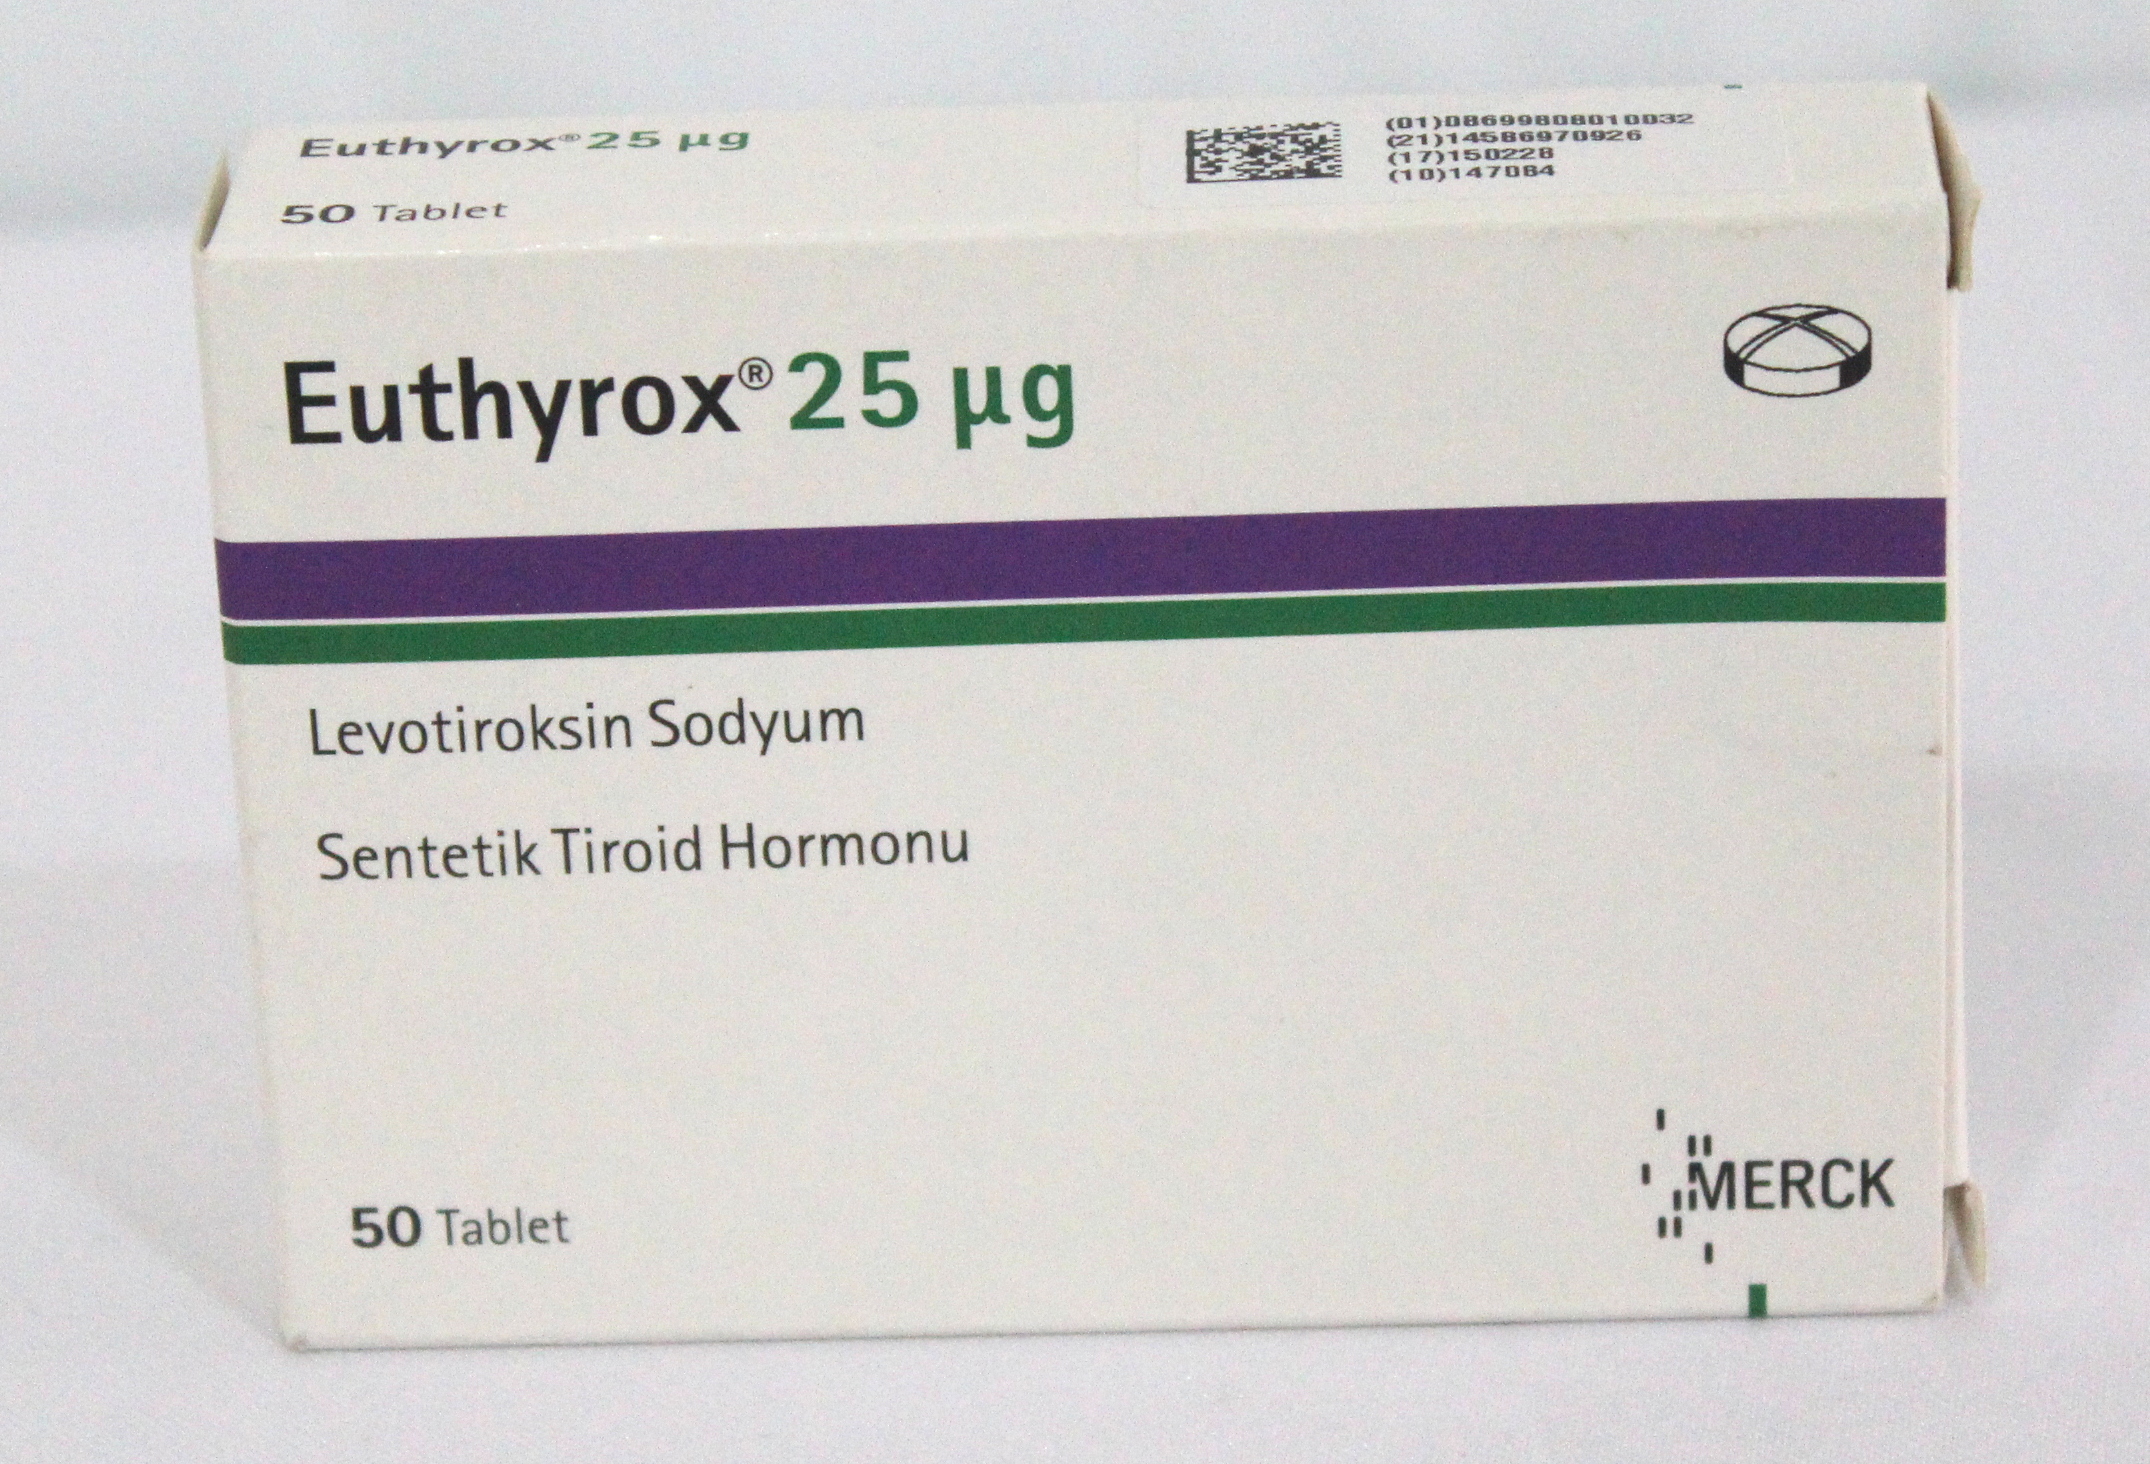 Euthyrox® 25 µg
50 Tablet
(01)08699808010032
(21)14586970926
(17)150228
(10)147084
Euthyrox® 25 µg
Levotiroksin Sodyum
Sentetik Tiroid Hormonu
50 Tablet
MERCK